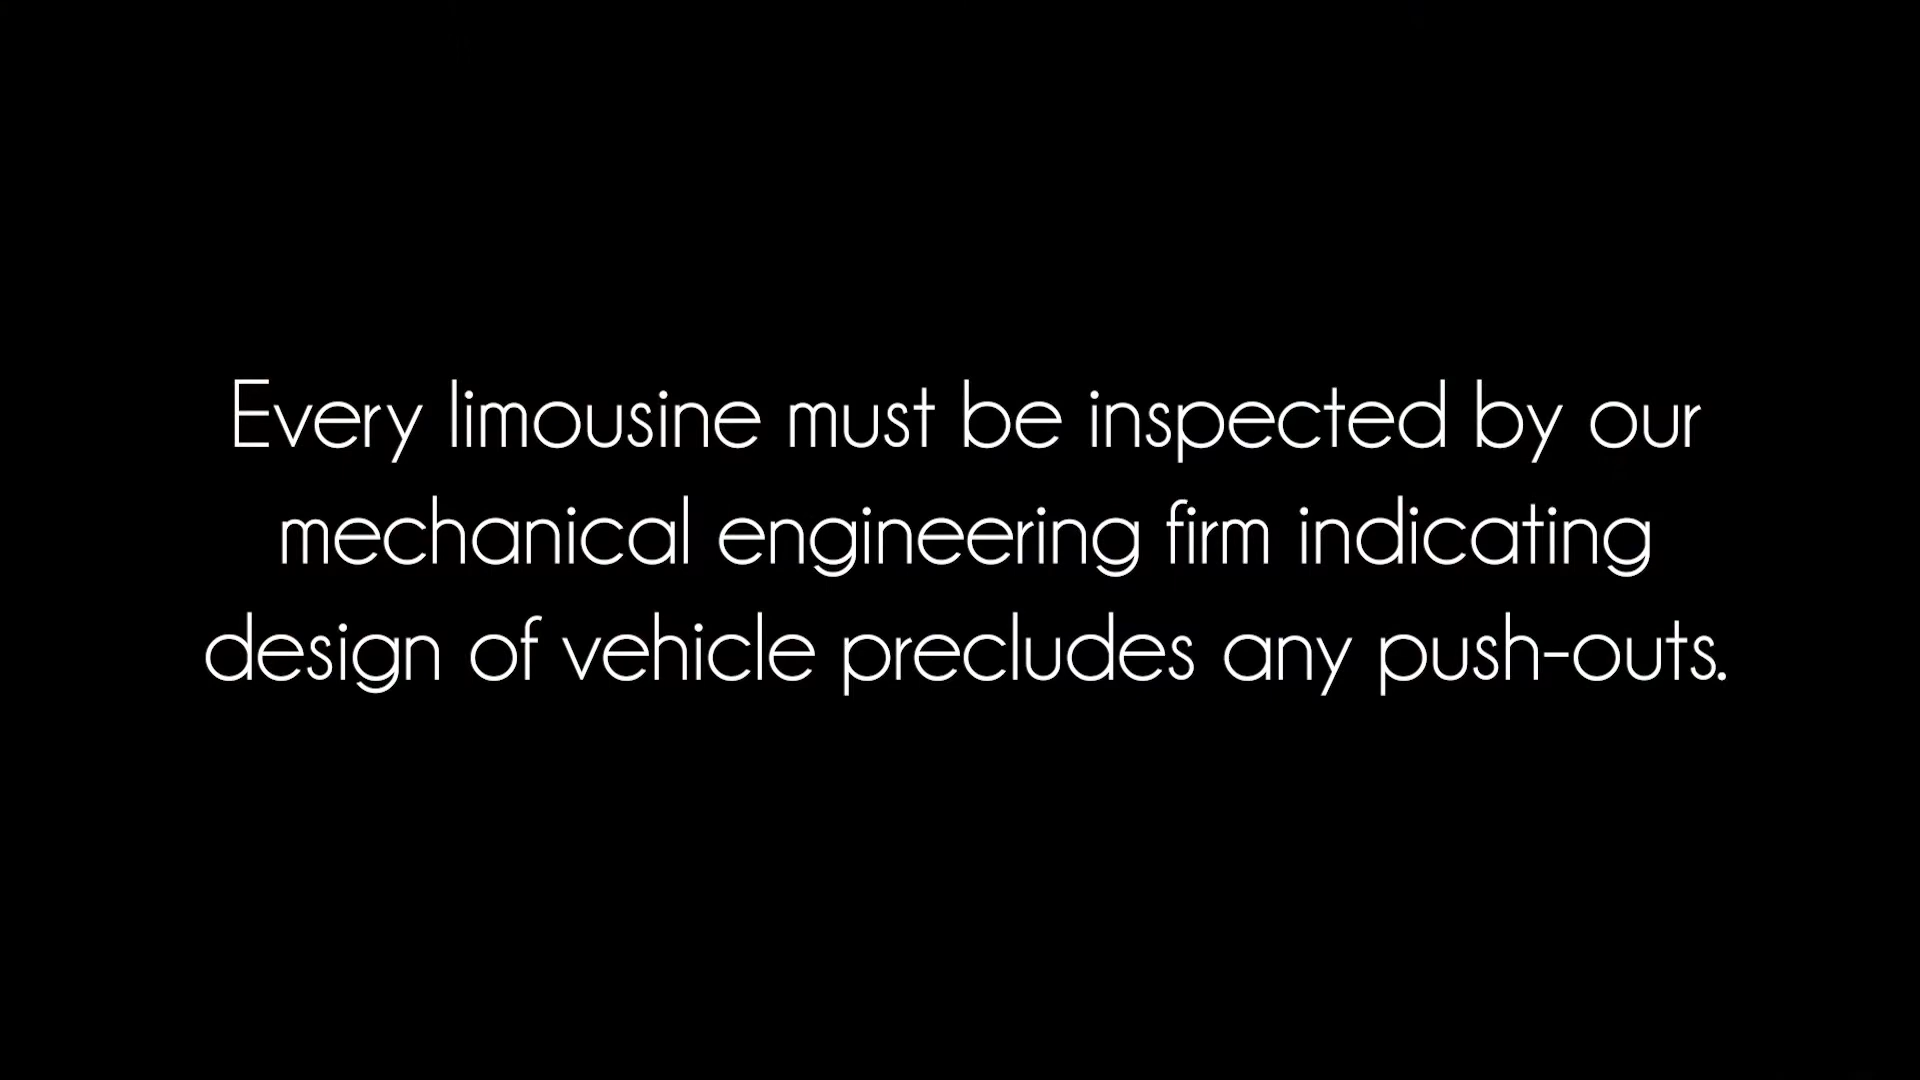 Every limousine must be inspected by our
mechanical engineering firm indicating
design of vehicle precludes any push-outs.